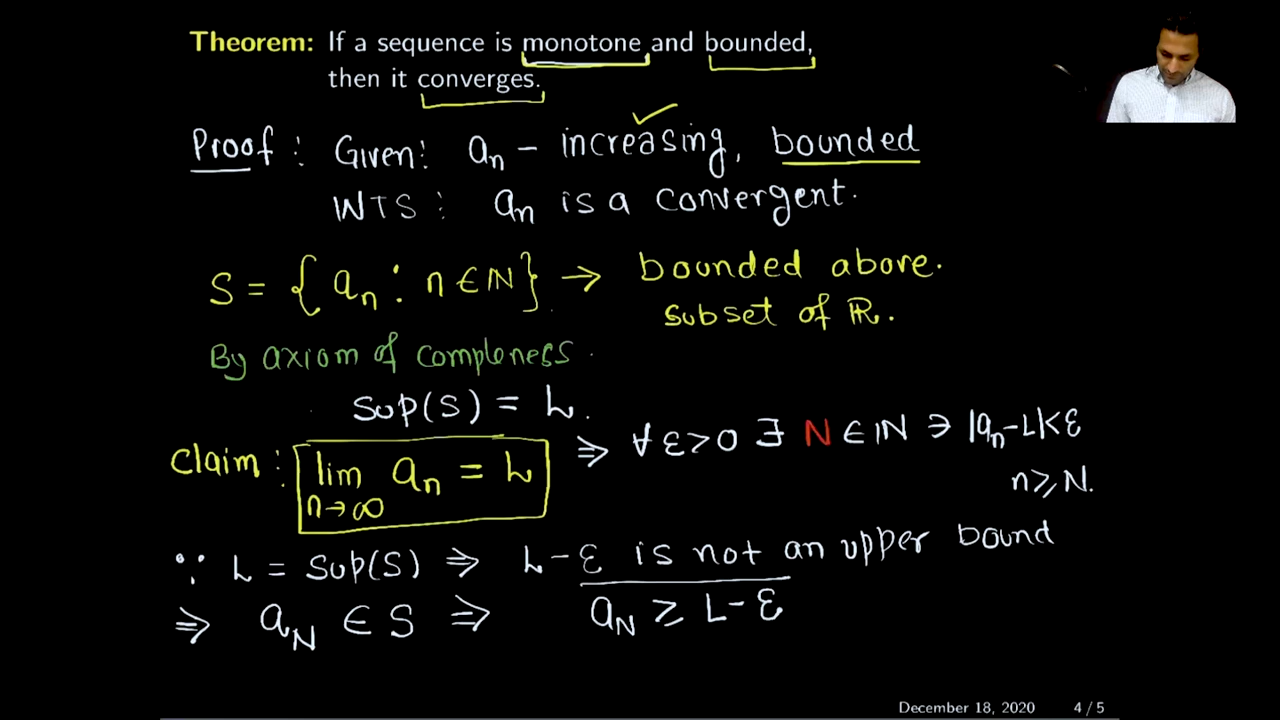 Theorem: If a sequence is monotone and bounded,
then it converges.
Proof : Given: aₙ - increasing, bounded
WTS : aₙ is a convergent.
S = { aₙ : n ∈ ℕ } → bounded above.
subset of ℝ.
By axiom of compleness.
Sup(S) = L.
Claim : lim n→∞ aₙ = L ⇒ ∀ ε > 0 ∃ N ∈ ℕ ∋ |aₙ - L| < ε
n ≥ N.
∵ L = Sup(S) ⇒ L - ε is not an upper bound
⇒ a_N ∈ S ⇒ a_N ≥ L - ε
December 18, 2020 4 / 5